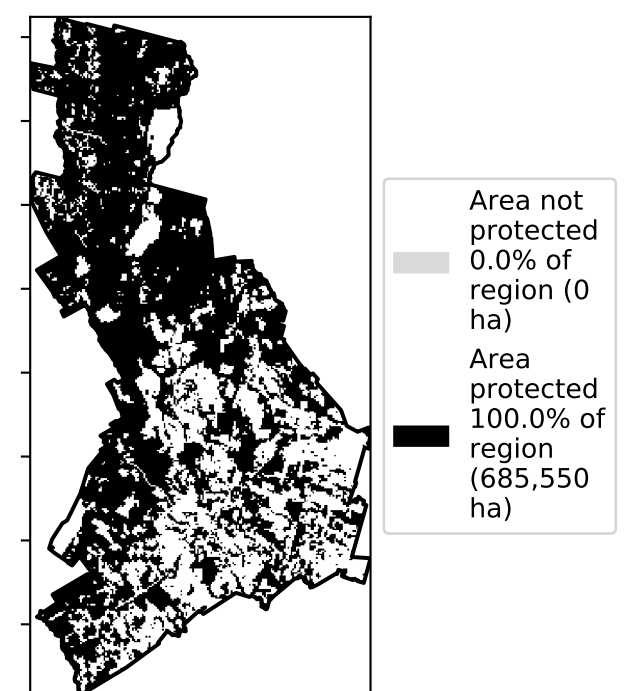 Area not
protected
0.0% of
region (0
ha)
Area
protected
100.0% of
region
(685,550
ha)